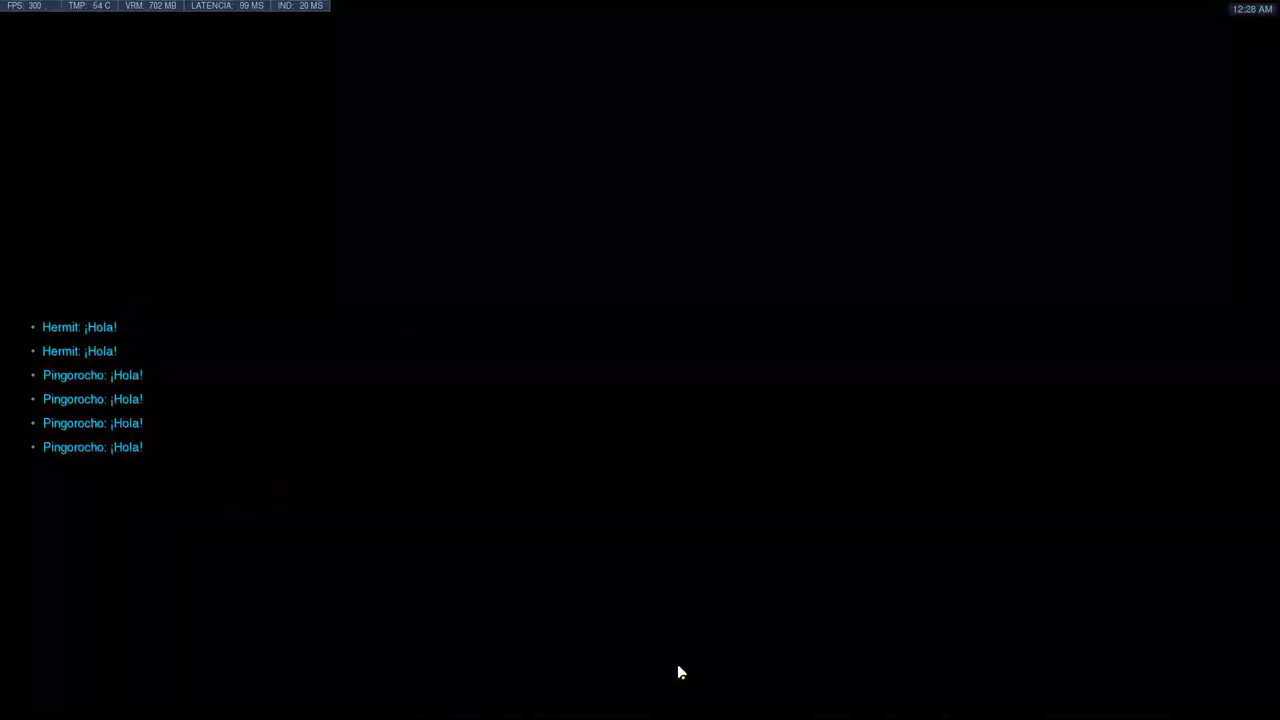 FPS: 300 TMP: 54 C VRM: 702 MB LATENCIA: 99 MS IND: 20 MS
12:28 AM
• Hermit: ¡Hola!
• Hermit: ¡Hola!
• Pingorocho: ¡Hola!
• Pingorocho: ¡Hola!
• Pingorocho: ¡Hola!
• Pingorocho: ¡Hola!